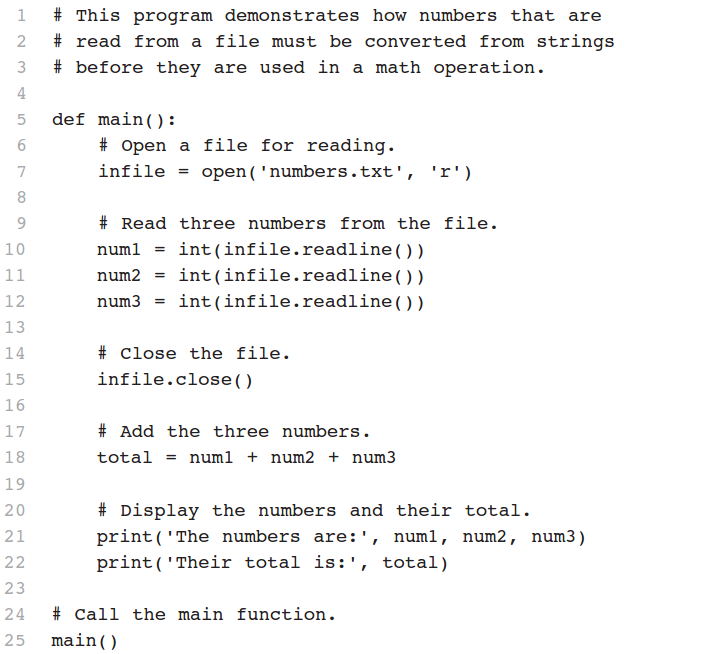 1 # This program demonstrates how numbers that are
2 # read from a file must be converted from strings
3 # before they are used in a math operation.
4
5 def main():
6     # Open a file for reading.
7     infile = open('numbers.txt', 'r')
8
9     # Read three numbers from the file.
10     num1 = int(infile.readline())
11     num2 = int(infile.readline())
12     num3 = int(infile.readline())
13
14     # Close the file.
15     infile.close()
16
17     # Add the three numbers.
18     total = num1 + num2 + num3
19
20     # Display the numbers and their total.
21     print('The numbers are:', num1, num2, num3)
22     print('Their total is:', total)
23
24 # Call the main function.
25 main()